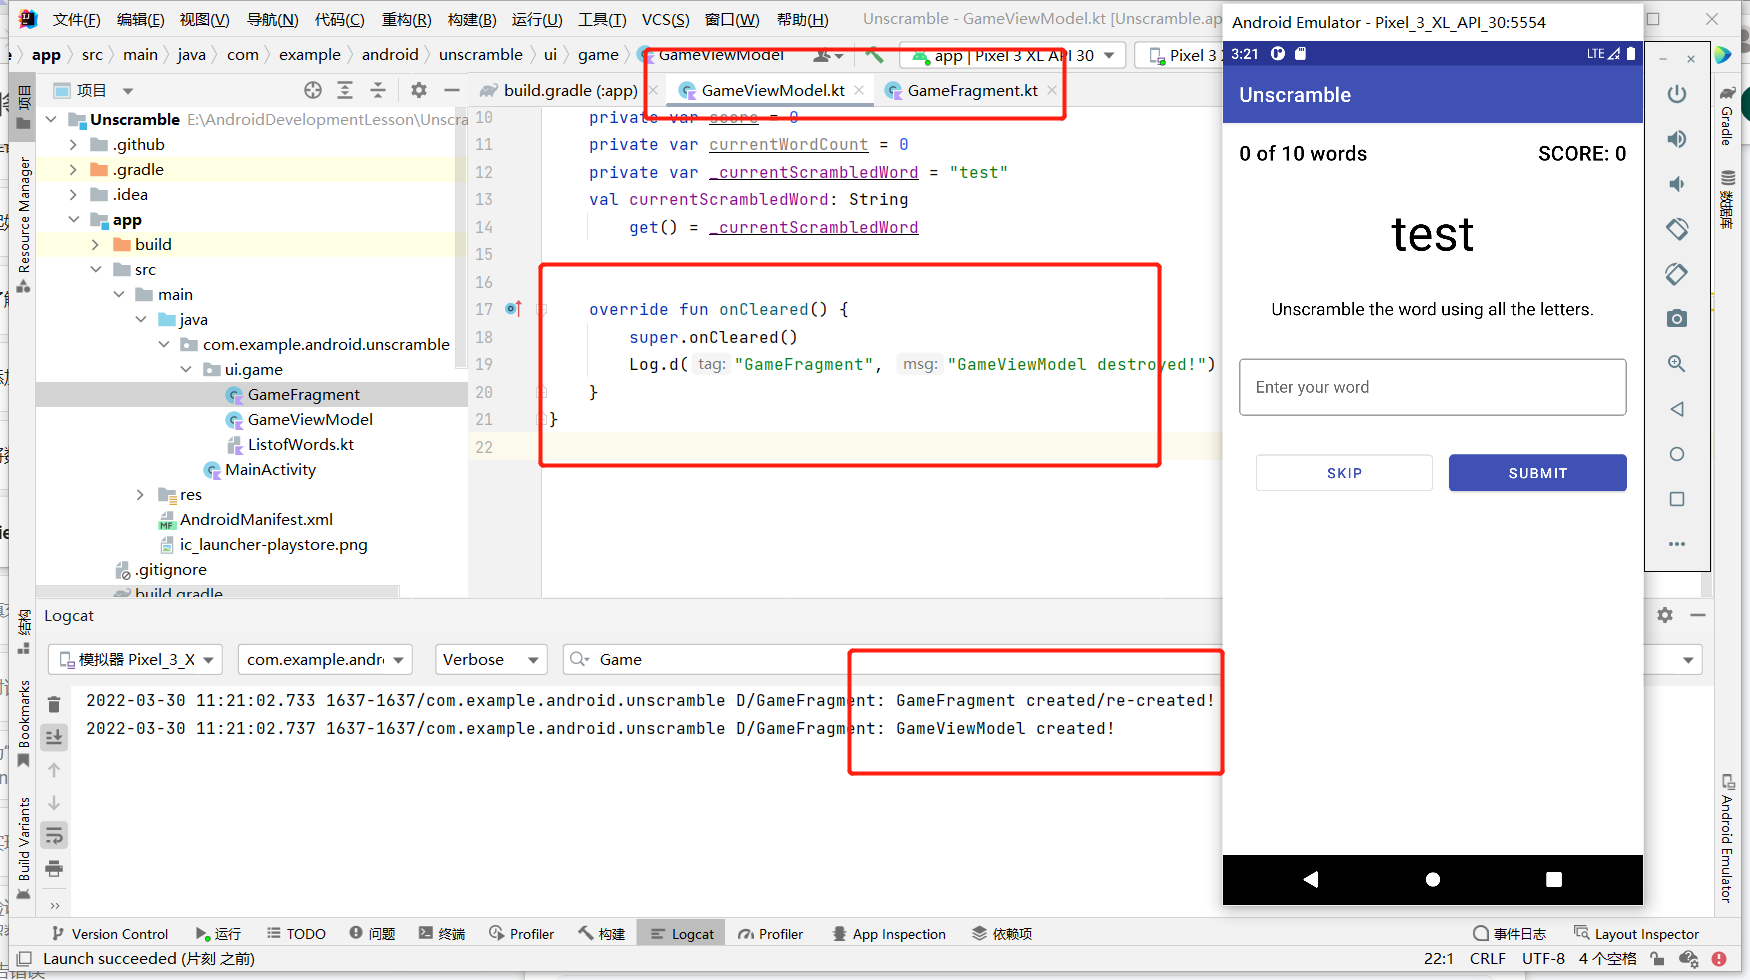 文件(F) 编辑(E) 视图(V) 导航(N) 代码(C) 重构(R) 构建(B) 运行(U) 工具(T) VCS(S) 窗口(W) 帮助(H) Unscramble - GameViewModel.kt [Unscramble.ap
app src main java com example android unscramble ui game GameViewModel app | Pixel 3 XL API 30 Pixel 3
项目 build.gradle (:app) GameViewModel.kt GameFragment.kt
Unscramble E:\AndroidDevelopmentLesson\Unscra
.github
.gradle
.idea
app
build
src
main
java
com.example.android.unscramble
ui.game
GameFragment
GameViewModel
ListofWords.kt
MainActivity
res
AndroidManifest.xml
ic_launcher-playstore.png
.gitignore
build.gradle
10 private var score = 0
11 private var currentWordCount = 0
12 private var _currentScrambledWord = "test"
13 val currentScrambledWord: String
14 get() = _currentScrambledWord
15
16
17 override fun onCleared() {
18 super.onCleared()
19 Log.d( tag: "GameFragment", msg: "GameViewModel destroyed!")
20 }
21 }
22
Android Emulator - Pixel_3_XL_API_30:5554
3:21 LTE
Unscramble
0 of 10 words SCORE: 0
test
Unscramble the word using all the letters.
Enter your word
SKIP SUBMIT
项目
Resource Manager
结构
Bookmarks
Build Variants
Gradle
数据库
Android Emulator
Logcat
模拟器 Pixel_3_X com.example.andr Verbose Game
2022-03-30 11:21:02.733 1637-1637/com.example.android.unscramble D/GameFragment: GameFragment created/re-created!
2022-03-30 11:21:02.737 1637-1637/com.example.android.unscramble D/GameFragment: GameViewModel created!
Version Control 运行 TODO 问题 终端 Profiler 构建 Logcat Profiler App Inspection 依赖项 事件日志 Layout Inspector
Launch succeeded (片刻 之前) 22:1 CRLF UTF-8 4 个空格